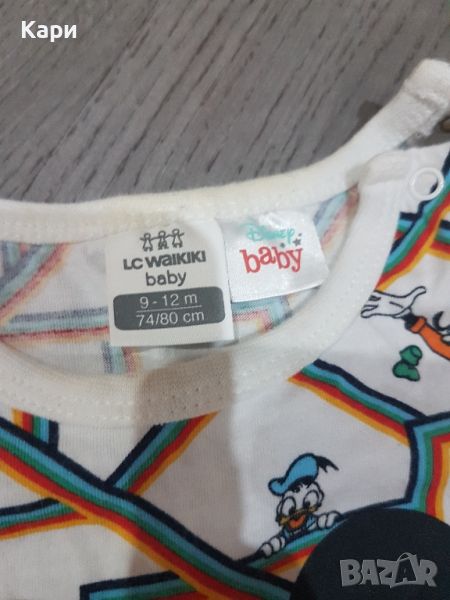 Кари
LC WAIKIKI
baby
9 - 12 m
74/80 cm
Disney
baby
BAZAR